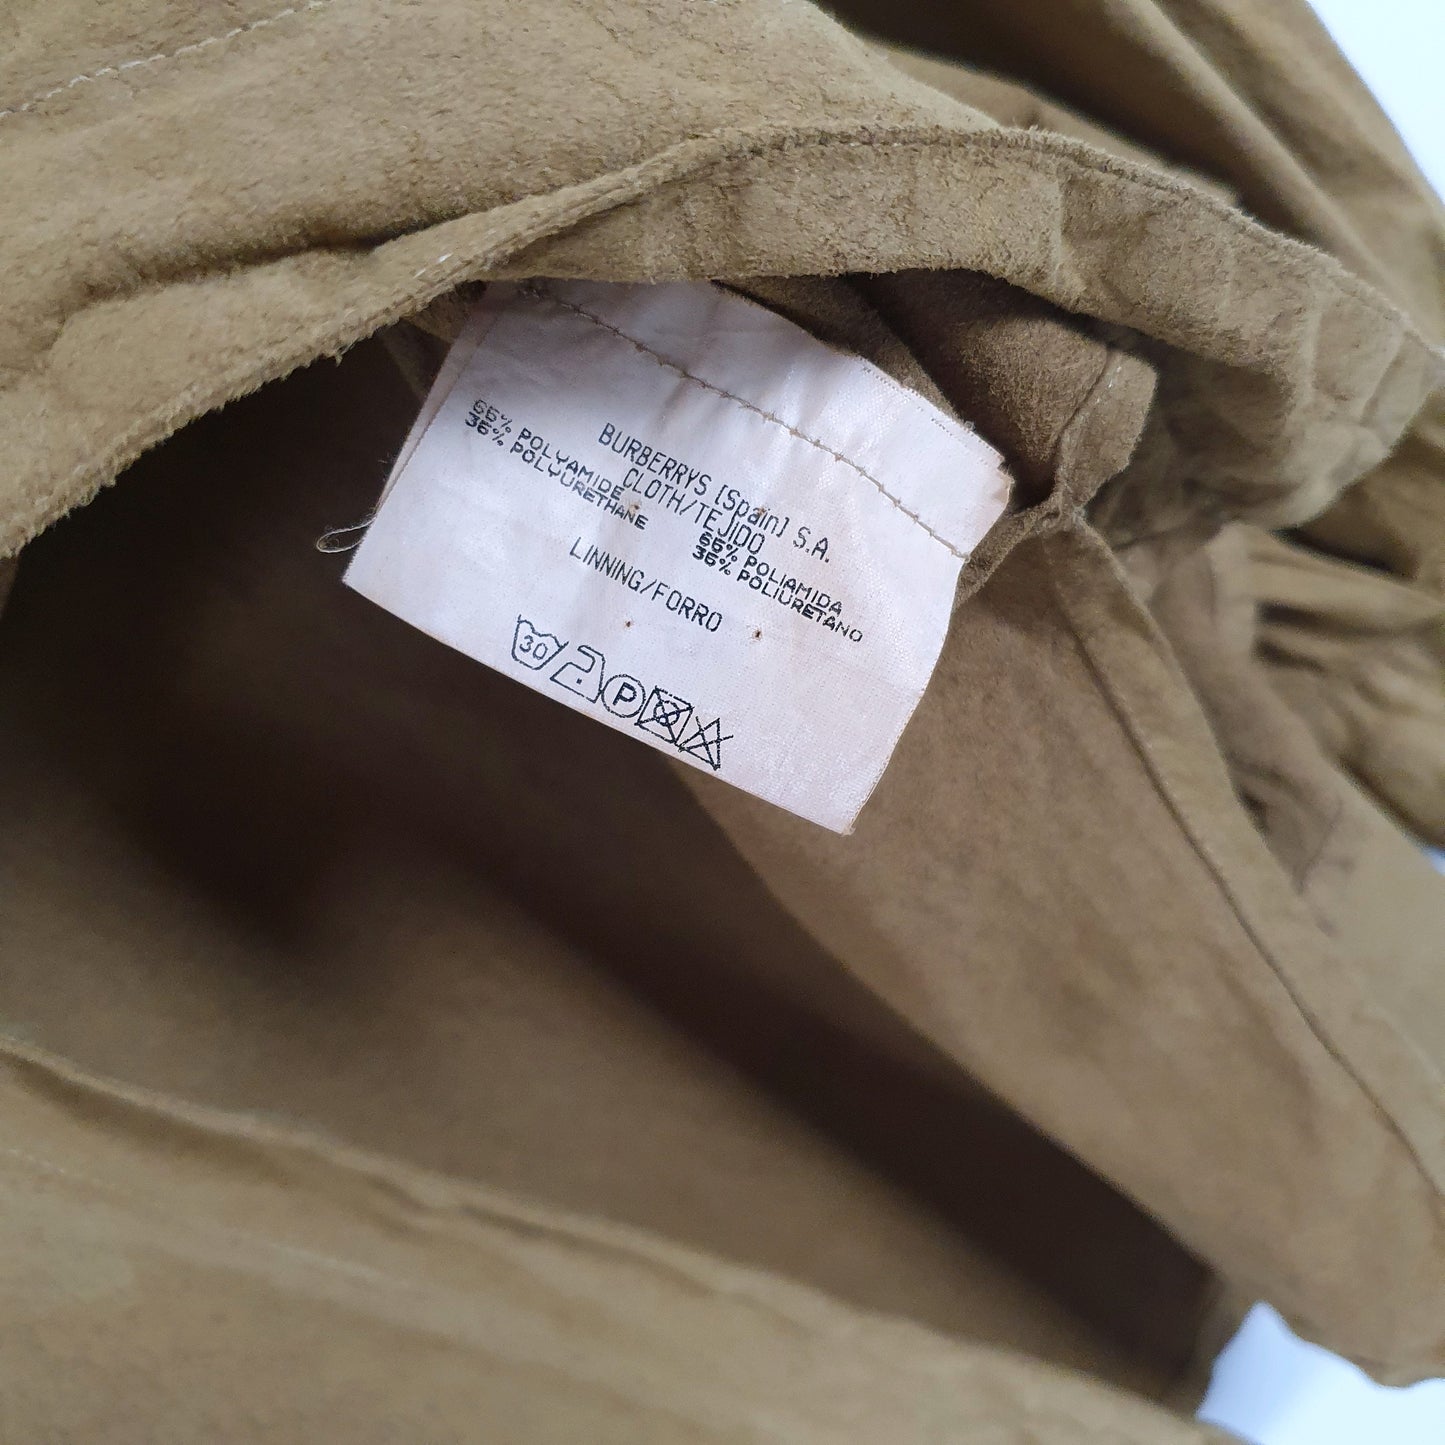 BURBERRYS [Spain] S.A.
CLOTH/TEJIDO
65% POLYAMIDE 65% POLIAMIDA
35% POLYURETHANE 35% POLIURETANO
LINNING/FORRO
30 P